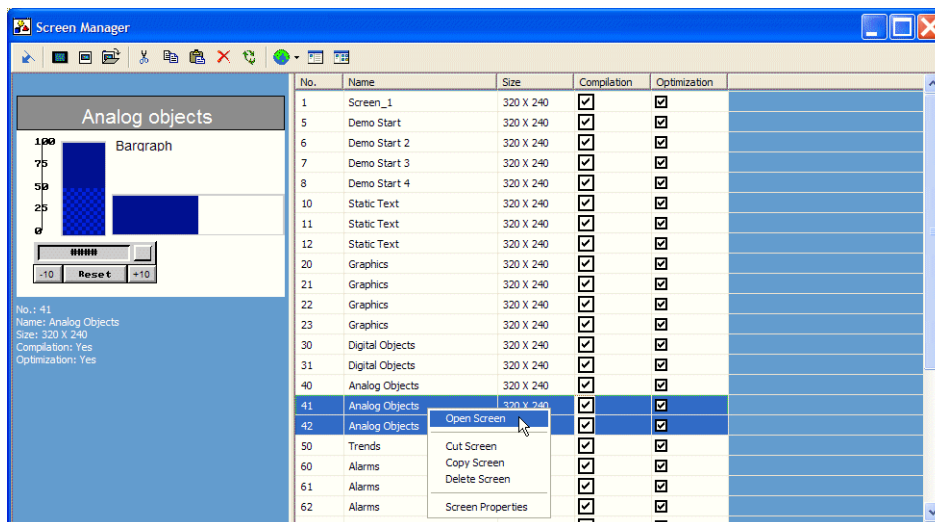 Screen Manager
No. Name Size Compilation Optimization
1 Screen_1 320 X 240
5 Demo Start 320 X 240
6 Demo Start 2 320 X 240
7 Demo Start 3 320 X 240
8 Demo Start 4 320 X 240
10 Static Text 320 X 240
11 Static Text 320 X 240
12 Static Text 320 X 240
20 Graphics 320 X 240
21 Graphics 320 X 240
22 Graphics 320 X 240
23 Graphics 320 X 240
30 Digital Objects 320 X 240
31 Digital Objects 320 X 240
40 Analog Objects 320 X 240
41 Analog Objects 320 X 240
42 Analog Objects
50 Trends
60 Alarms
61 Alarms
62 Alarms
Open Screen
Cut Screen
Copy Screen
Delete Screen
Screen Properties
Analog objects
Bargraph
100
75
50
25
0
####
-10 Reset +10
No.: 41
Name: Analog Objects
Size: 320 X 240
Compilation: Yes
Optimization: Yes